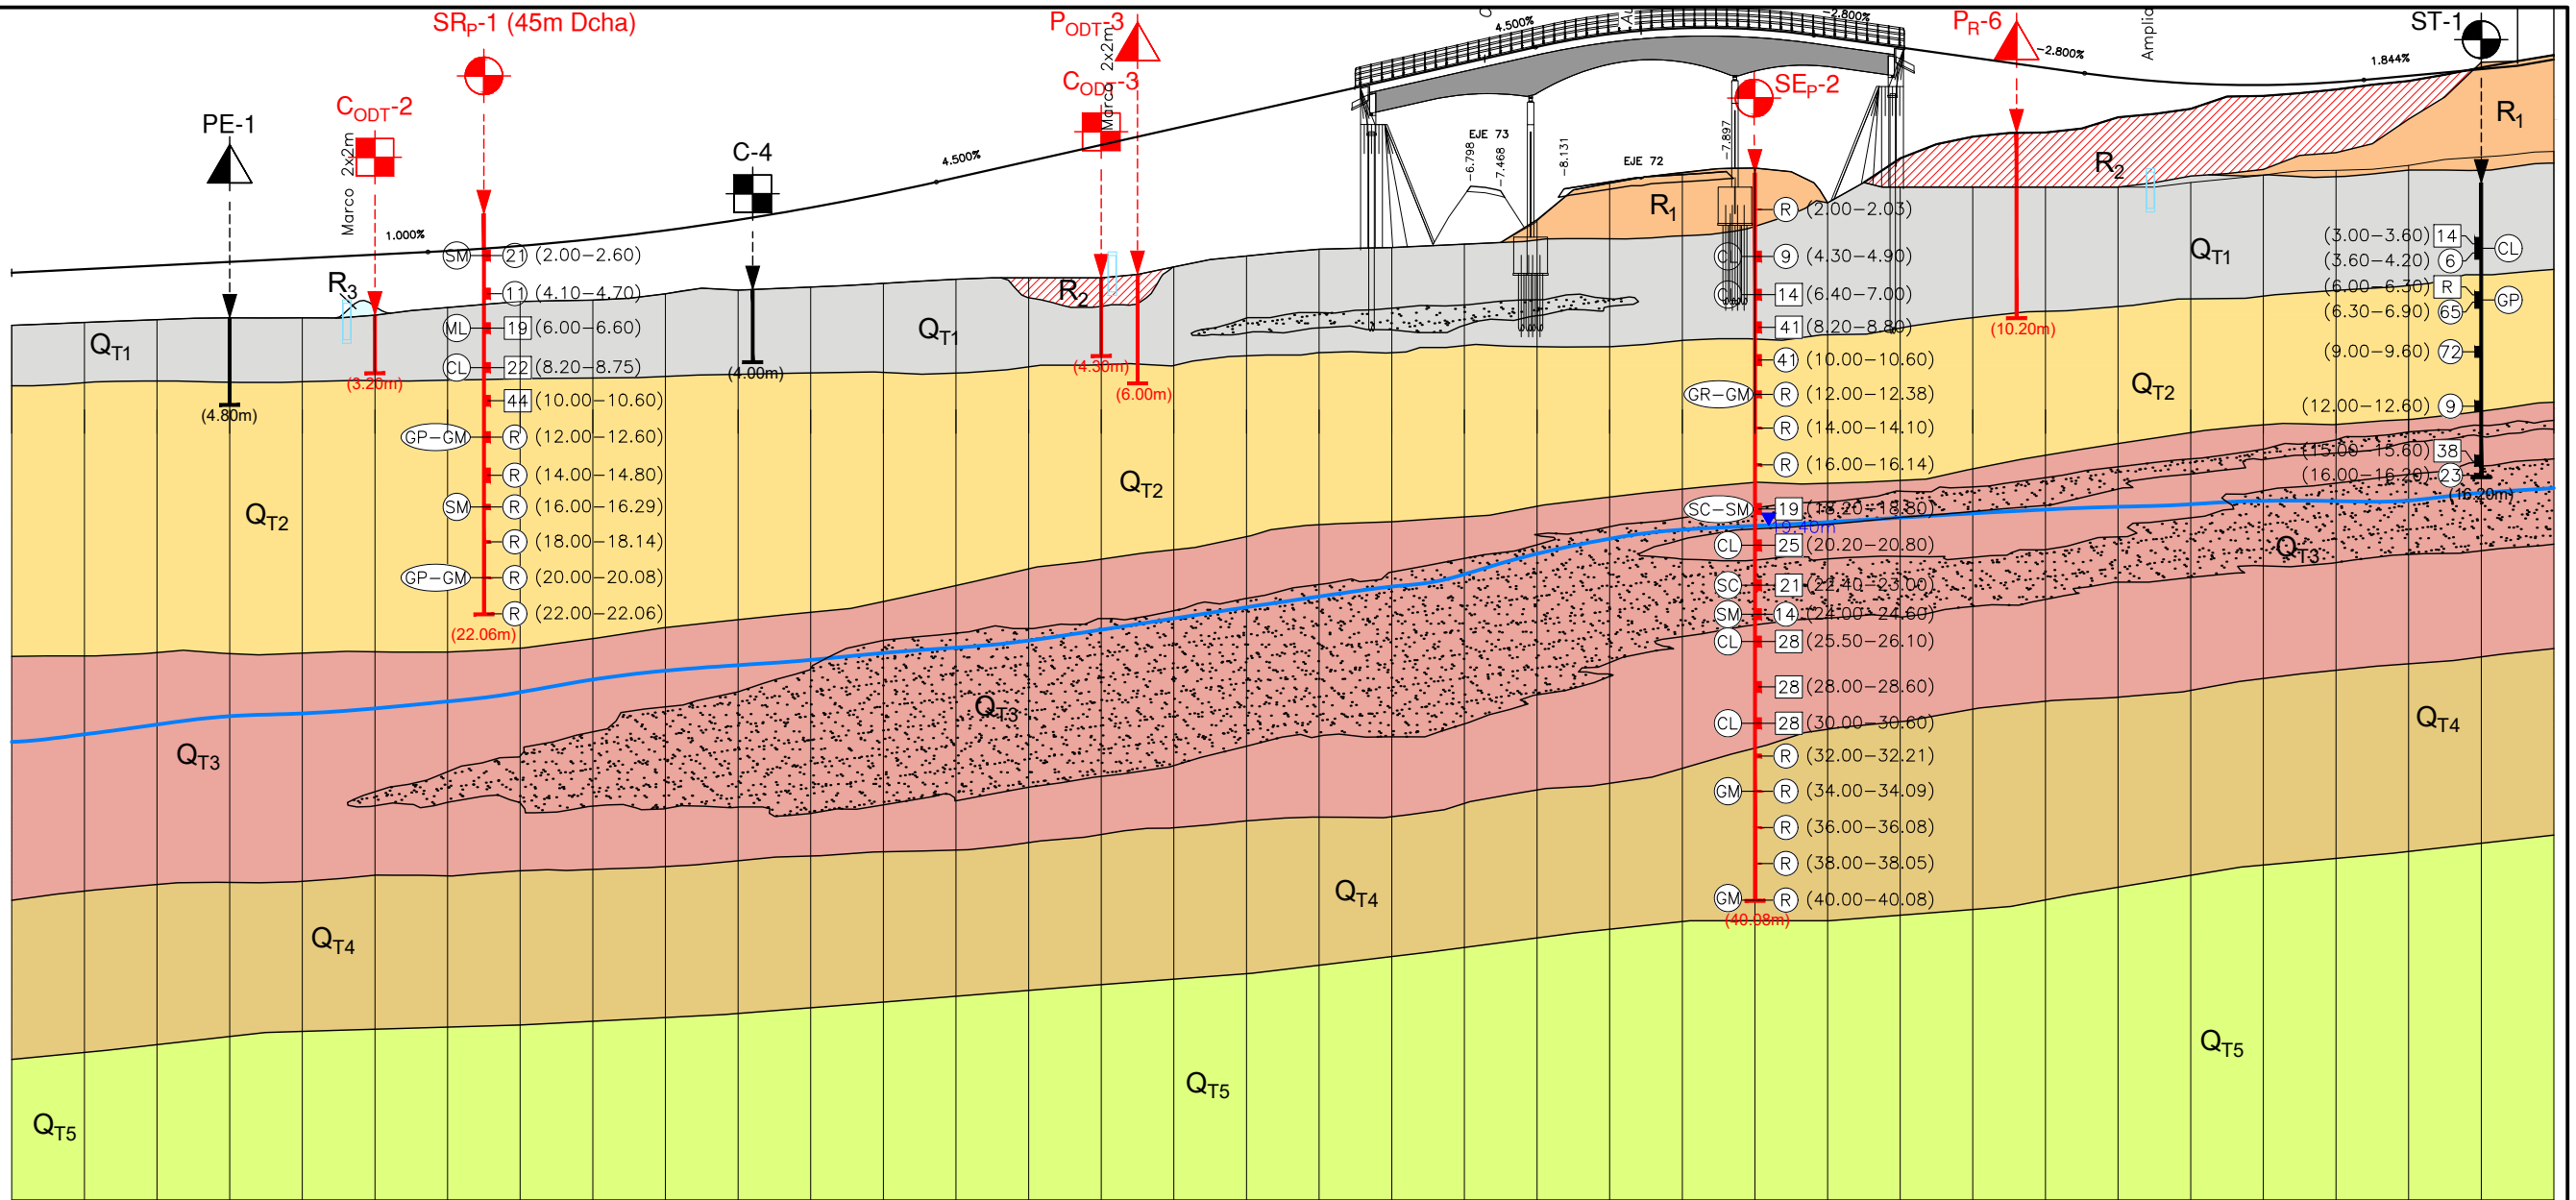 SRP-1 (45m Dcha)
PODT-3
4.500%
-2.800%
PR-6
-2.800%
Amplic
ST-1
1.844%
CODT-2
CODT-3
Marco 2x2m
SEP-2
PE-1
Marco 2x2m
C-4
4.500%
EJE 73
-6.798
-7.468
-8.131
EJE 72
-7.897
R1
R2
R1
1.000%
R3
R2
QT1
QT1
QT1
SM 21 (2.00-2.60)
11 (4.10-4.70)
ML 19 (6.00-6.60)
CL 22 (8.20-8.75)
44 (10.00-10.60)
GP-GM R (12.00-12.60)
R (14.00-14.80)
SM R (16.00-16.29)
R (18.00-18.14)
GP-GM R (20.00-20.08)
R (22.00-22.06)
(22.06m)
(4.80m)
(3.20m)
(4.00m)
(4.30m)
(6.00m)
(10.20m)
R (2.00-2.03)
CL 9 (4.30-4.90)
CL 14 (6.40-7.00)
41 (8.20-8.80)
41 (10.00-10.60)
GR-GM R (12.00-12.38)
R (14.00-14.10)
R (16.00-16.14)
SC-SM 19 (18.20-18.80)
19.40m
CL 25 (20.20-20.80)
SC 21 (22.40-23.00)
SM 14 (24.00-24.60)
CL 28 (25.50-26.10)
28 (28.00-28.60)
CL 28 (30.00-30.60)
R (32.00-32.21)
GM R (34.00-34.09)
R (36.00-36.08)
R (38.00-38.05)
GM R (40.00-40.08)
(40.08m)
(3.00-3.60) 14
CL
(3.60-4.20) 6
(6.00-6.30) R
GP
(6.30-6.90) 65
(9.00-9.60) 72
(12.00-12.60) 9
(15.00-15.60) 38
(16.00-16.20) 23
(16.20m)
QT2
QT2
QT2
QT3
QT3
QT3
QT4
QT4
QT4
QT5
QT5
QT5